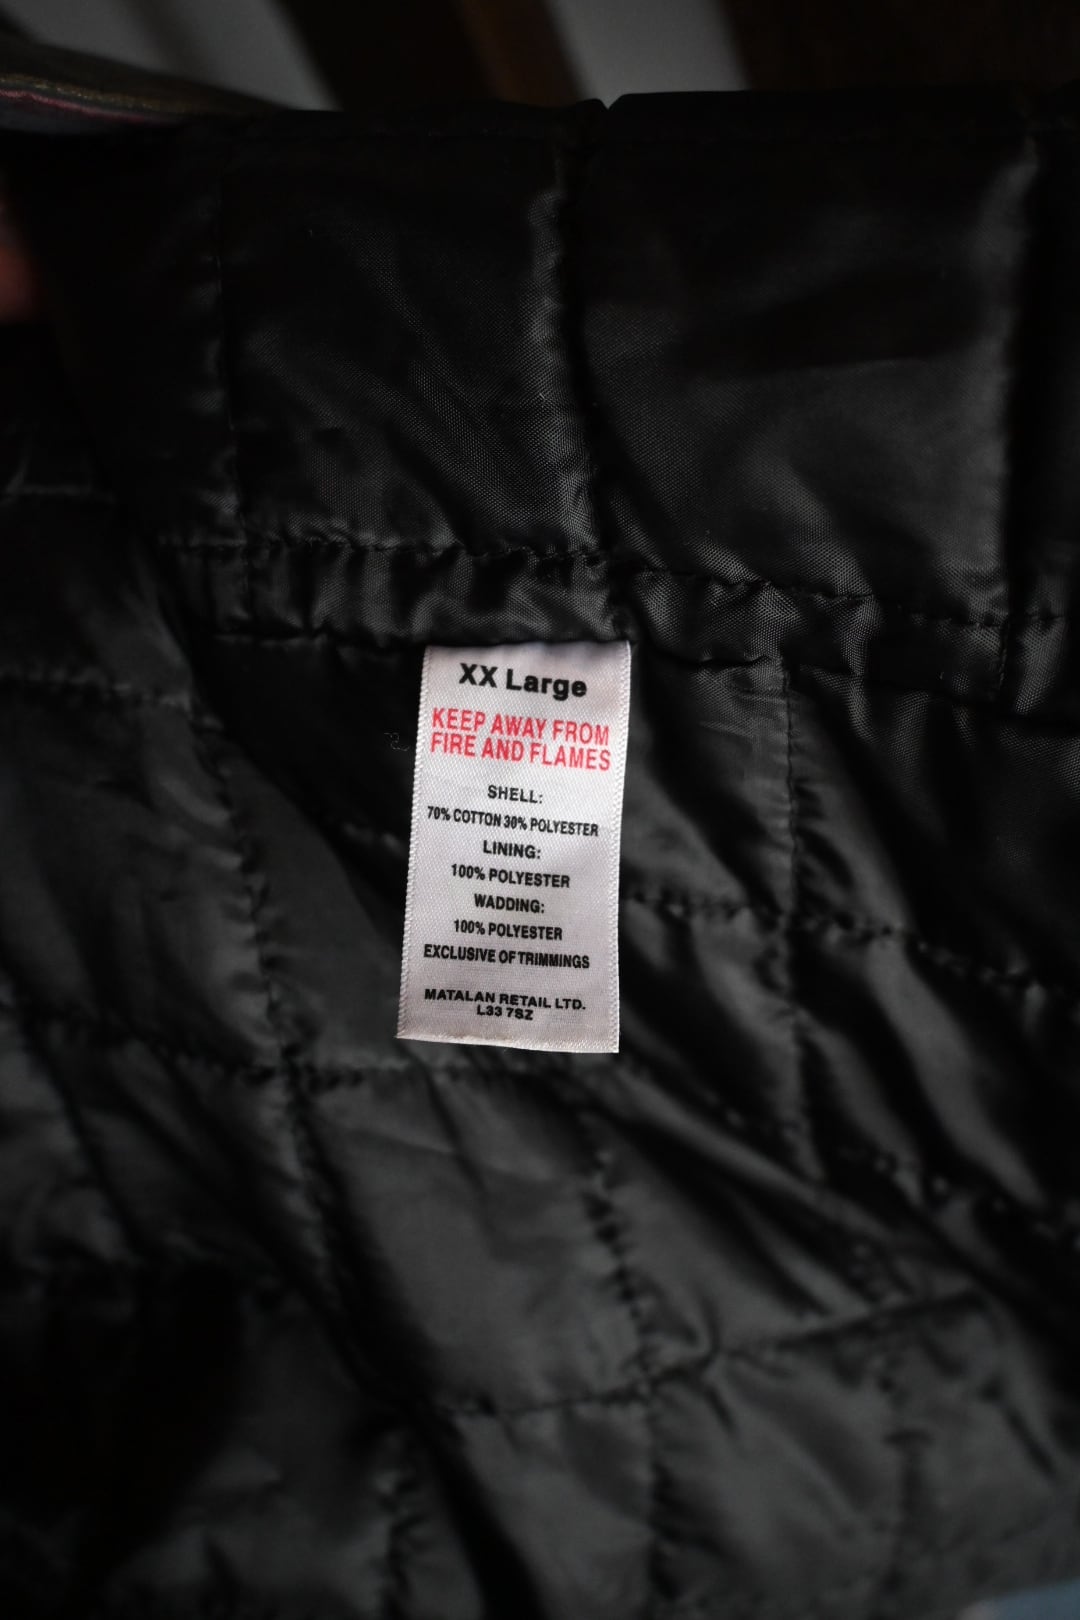 XX Large
KEEP AWAY FROM
FIRE AND FLAMES
SHELL:
70% COTTON 30% POLYESTER
LINING:
100% POLYESTER
WADDING:
100% POLYESTER
EXCLUSIVE OF TRIMMINGS
MATALAN RETAIL LTD.
L33 7SZ